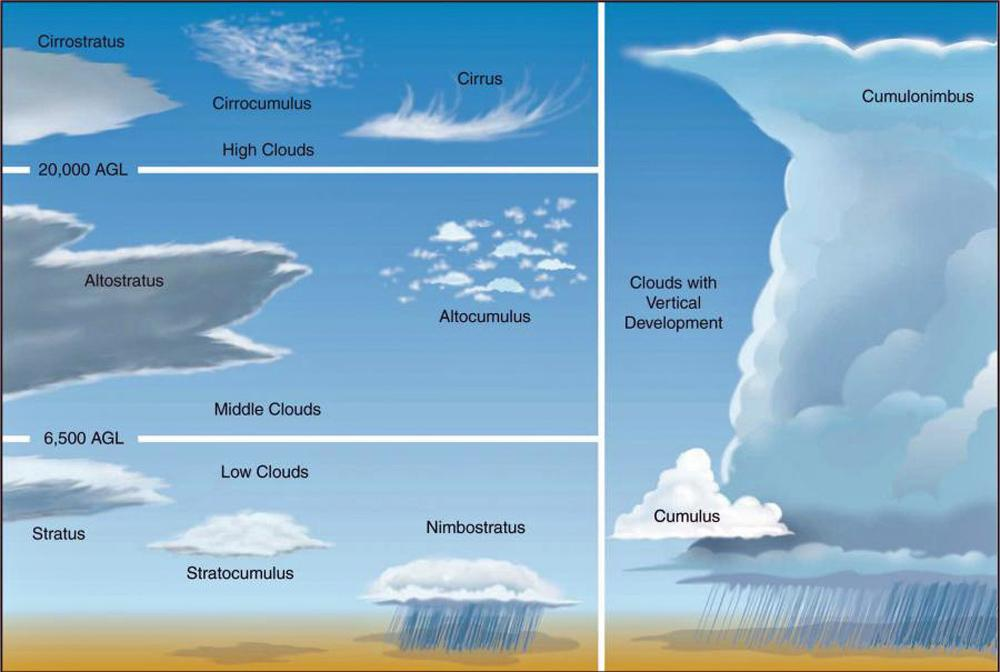 Cirrostratus
Cirrocumulus
Cirrus
High Clouds
20,000 AGL
Altostratus
Altocumulus
Middle Clouds
6,500 AGL
Low Clouds
Stratus
Stratocumulus
Nimbostratus
Cumulonimbus
Clouds with
Vertical
Development
Cumulus